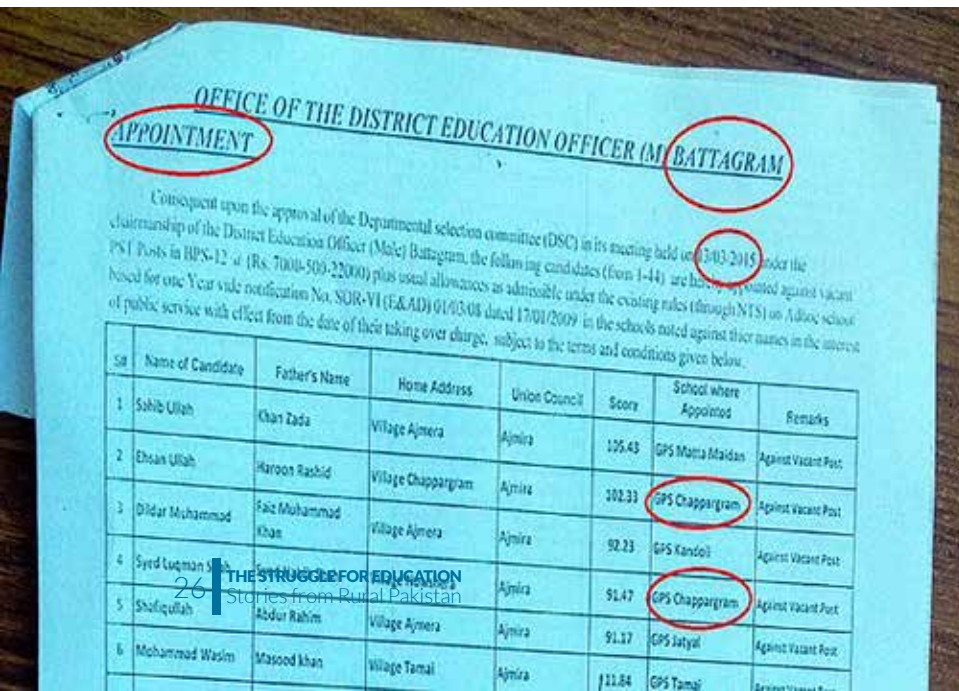 OFFICE OF THE DISTRICT EDUCATION OFFICER (M) BATTAGRAM
APPOINTMENT
Consequent upon the approval of the Departmental selection committee (DSC) in its meeting held on 13/03/2015 under the
chairmanship of the District Education Officer (Male) Battagram, the following candidates (from 1-44) are hereby appointed against vacant
PST Posts in BPS-12 at (Rs. 7000-500-22000) plus usual allowances as admissible under the existing rules (through NTS) on Adhoc school
based for one Year vide notification No. SOR-VI (E&AD) 01/03/08 dated 17/01/2009 in the schools noted against thier names in the interest
of public service with effect from the date of their taking over charge, subject to the terms and conditions given below.
S# Name of Candidate Father's Name Home Address Union Council Score School where Appointed Remarks
1 Sahib Ullah Khan Zada Village Ajmera Ajmira 105.43 GPS Matta Maidan Against Vacant Post
2 Ehsan Ullah Haroon Rashid Village Chappargram Ajmira 102.33 GPS Chappargram Against Vacant Post
3 Dildar Muhammad Faiz Muhammad Khan Village Ajmera Ajmira 92.23 GPS Kandoli Against Vacant Post
4 Syed Luqman Ajmira 91.47 GPS Chappargram Against Vacant Post
26 THE STRUGGLE FOR EDUCATION
Stories from Rural Pakistan
5 Shafiqullah Abdur Rahim Village Ajmera Ajmira 91.17 GPS Jatyal Against Vacant Post
6 Mohammad Wasim Masood khan Village Tamai Ajmira 111.84 GPS Tamai Against Vacant Post